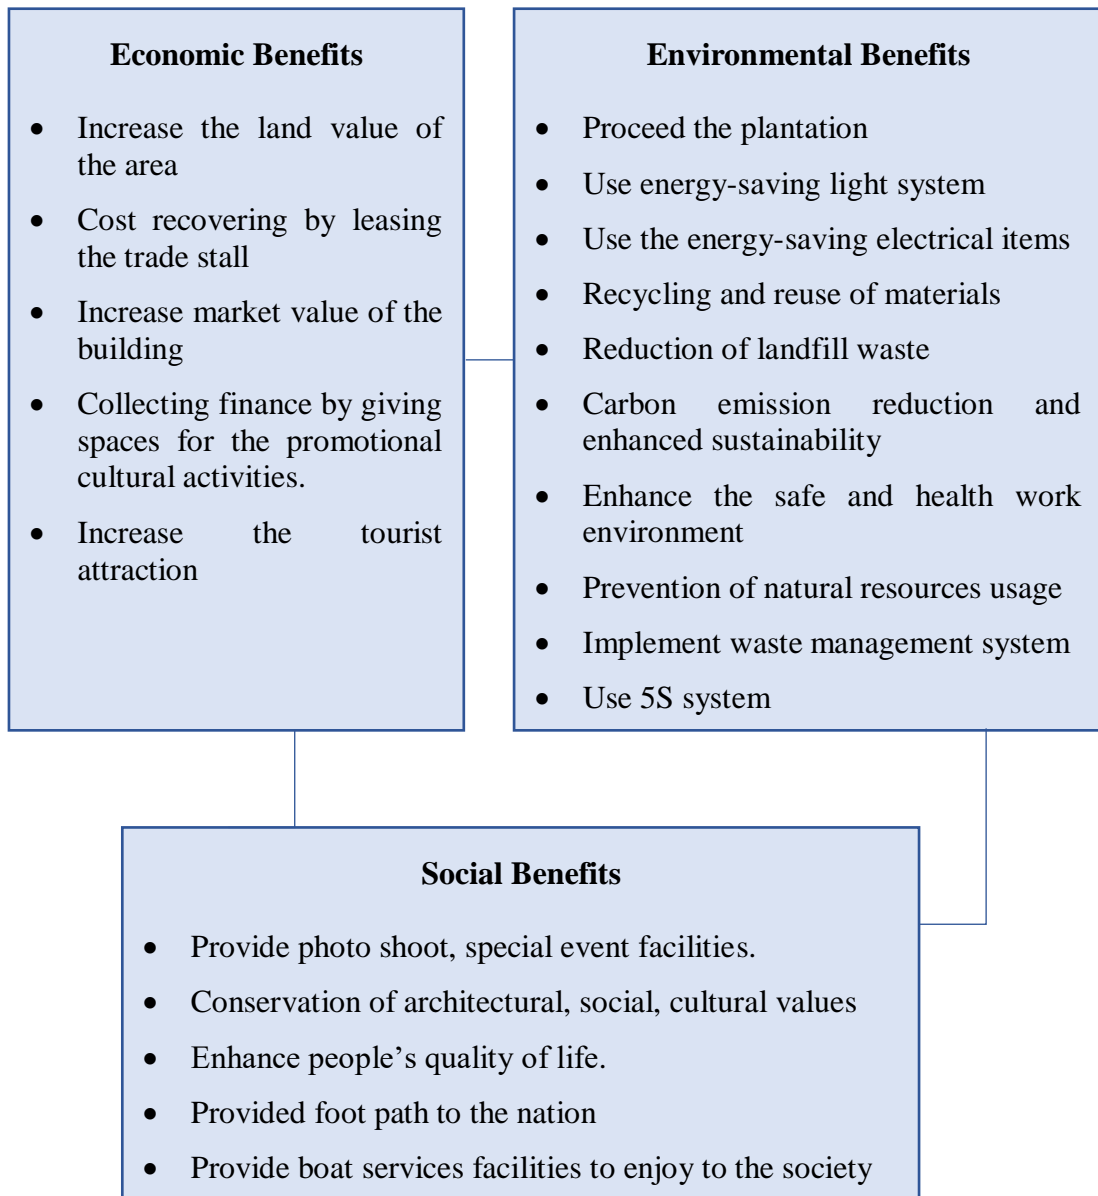 Economic Benefits
• Increase the land value of
the area
• Cost recovering by leasing
the trade stall
• Increase market value of the
building
• Collecting finance by giving
spaces for the promotional
cultural activities.
• Increase the tourist
attraction
Environmental Benefits
• Proceed the plantation
• Use energy-saving light system
• Use the energy-saving electrical items
• Recycling and reuse of materials
• Reduction of landfill waste
• Carbon emission reduction and
enhanced sustainability
• Enhance the safe and health work
environment
• Prevention of natural resources usage
• Implement waste management system
• Use 5S system
Social Benefits
• Provide photo shoot, special event facilities.
• Conservation of architectural, social, cultural values
• Enhance people’s quality of life.
• Provided foot path to the nation
• Provide boat services facilities to enjoy to the society